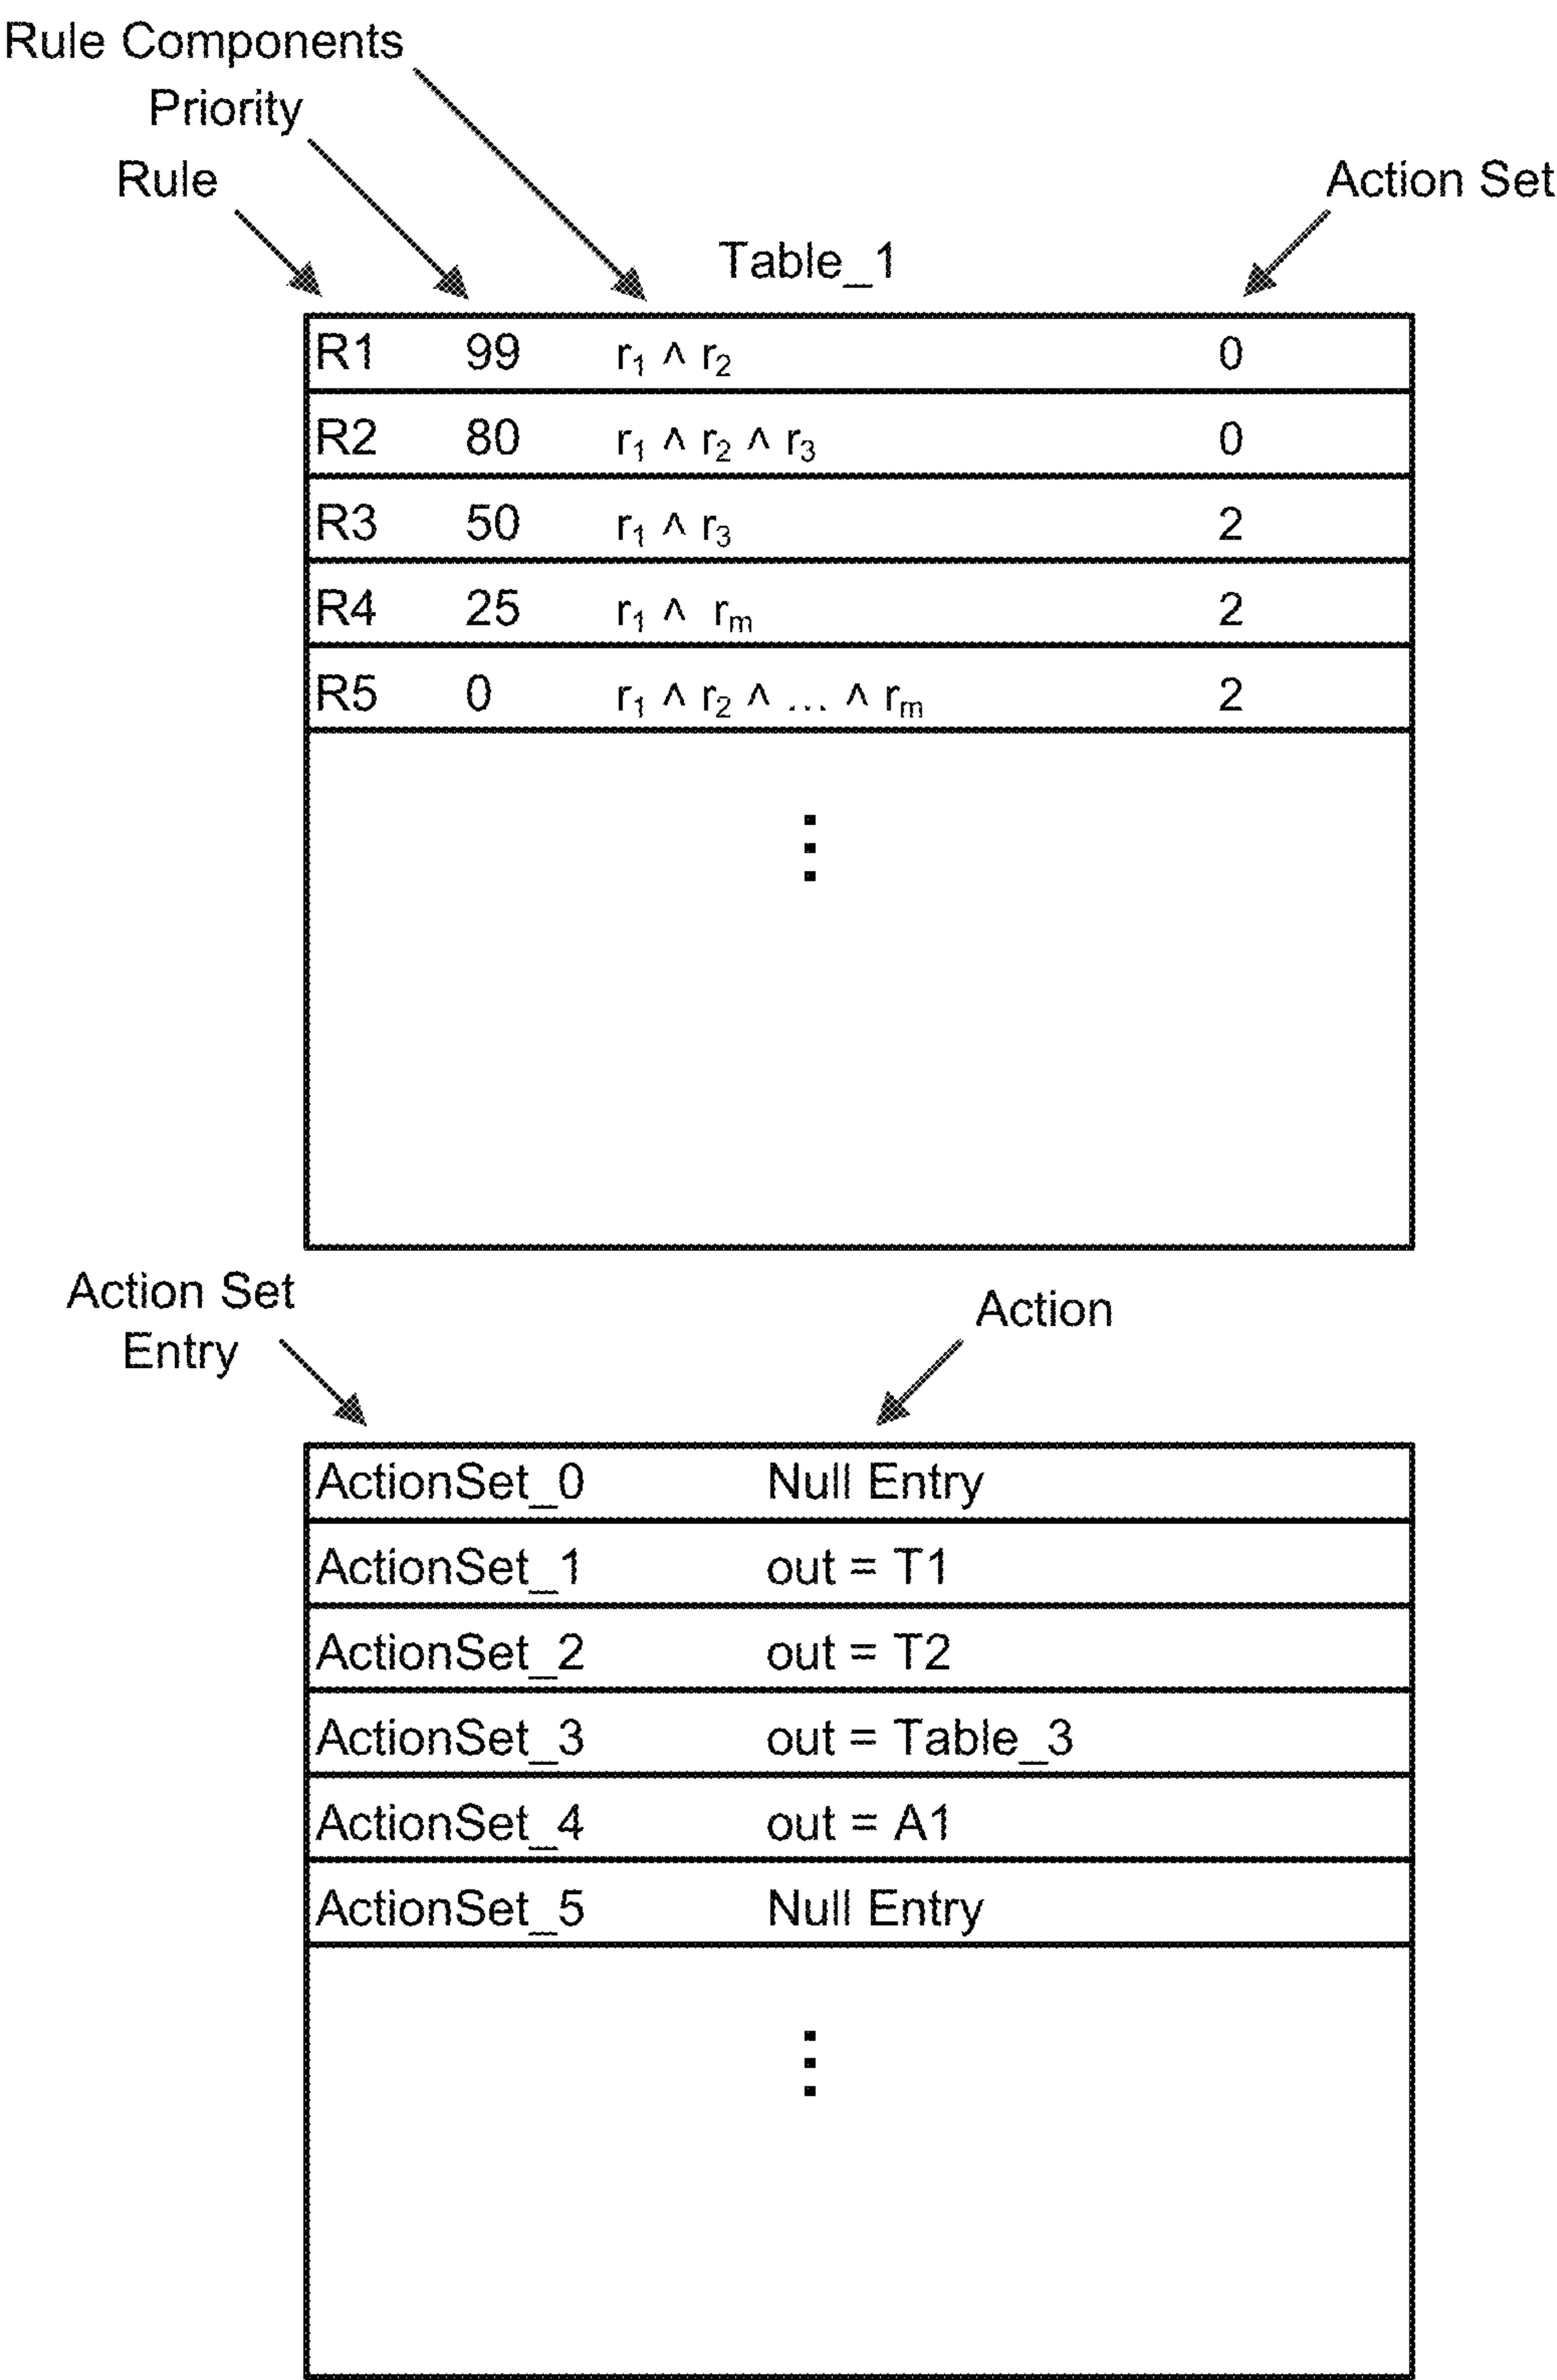 Rule Components
Priority
Rule
Action Set
Table_1
R1 99 r₁ ∧ r₂ 0
R2 80 r₁ ∧ r₂ ∧ r₃ 0
R3 50 r₁ ∧ r₃ 2
R4 25 r₁ ∧ rₘ 2
R5 0 r₁ ∧ r₂ ∧ ... ∧ rₘ 2
Action Set
Entry
Action
ActionSet_0 Null Entry
ActionSet_1 out = T1
ActionSet_2 out = T2
ActionSet_3 out = Table_3
ActionSet_4 out = A1
ActionSet_5 Null Entry